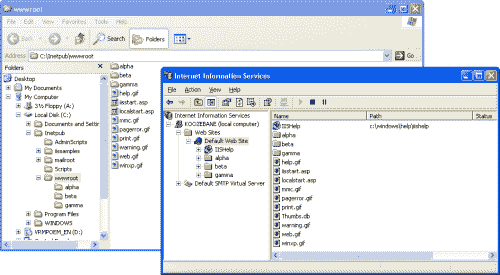 wwwroot
File Edit View Favorites Tools Help
Back Search Folders
Address C:\Inetpub\wwwroot Go
Folders
Desktop
My Documents
My Computer
3½ Floppy (A:)
Local Disk (C:)
Documents and Settin
Inetpub
AdminScripts
iissamples
mailroot
Scripts
wwwroot
alpha
beta
gamma
Program Files
WINDOWS
VRMPOEM_EN (D:)
alpha
beta
gamma
help.gif
iisstart.asp
localstart.asp
mmc.gif
pagerror.gif
print.gif
warning.gif
web.gif
winxp.gif
Internet Information Services
File Action View Help
Internet Information Services
KOOZEBANE (local computer)
Web Sites
Default Web Site
IISHelp
alpha
beta
gamma
Default SMTP Virtual Server
Name Path Status
IISHelp c:\windows\help\iishelp
alpha
beta
gamma
help.gif
iisstart.asp
localstart.asp
mmc.gif
pagerror.gif
print.gif
Thumbs.db
warning.gif
web.gif
winxp.gif